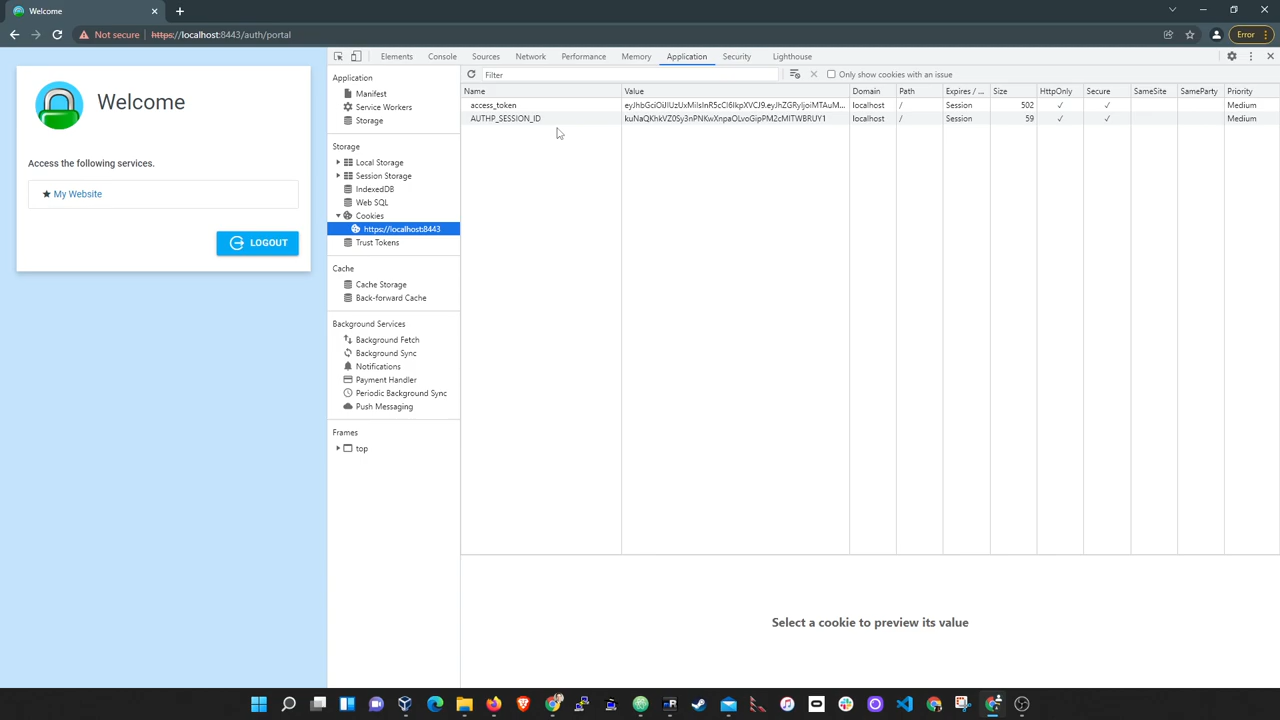 Welcome
Not secure
https://localhost:8443/auth/portal
Error
Welcome
Access the following services.
My Website
LOGOUT
Elements Console Sources Network Performance Memory Application Security Lighthouse
Application
Manifest
Service Workers
Storage
Storage
Local Storage
Session Storage
IndexedDB
Web SQL
Cookies
https://localhost:8443
Trust Tokens
Cache
Cache Storage
Back-forward Cache
Background Services
Background Fetch
Background Sync
Notifications
Payment Handler
Periodic Background Sync
Push Messaging
Frames
top
Filter
Only show cookies with an issue
Name Value Domain Path Expires / ... Size HttpOnly Secure SameSite SameParty Priority
access_token localhost / Session 502 ✓ ✓ Medium
AUTHP_SESSION_ID localhost / Session 59 ✓ ✓ Medium
Select a cookie to preview its value